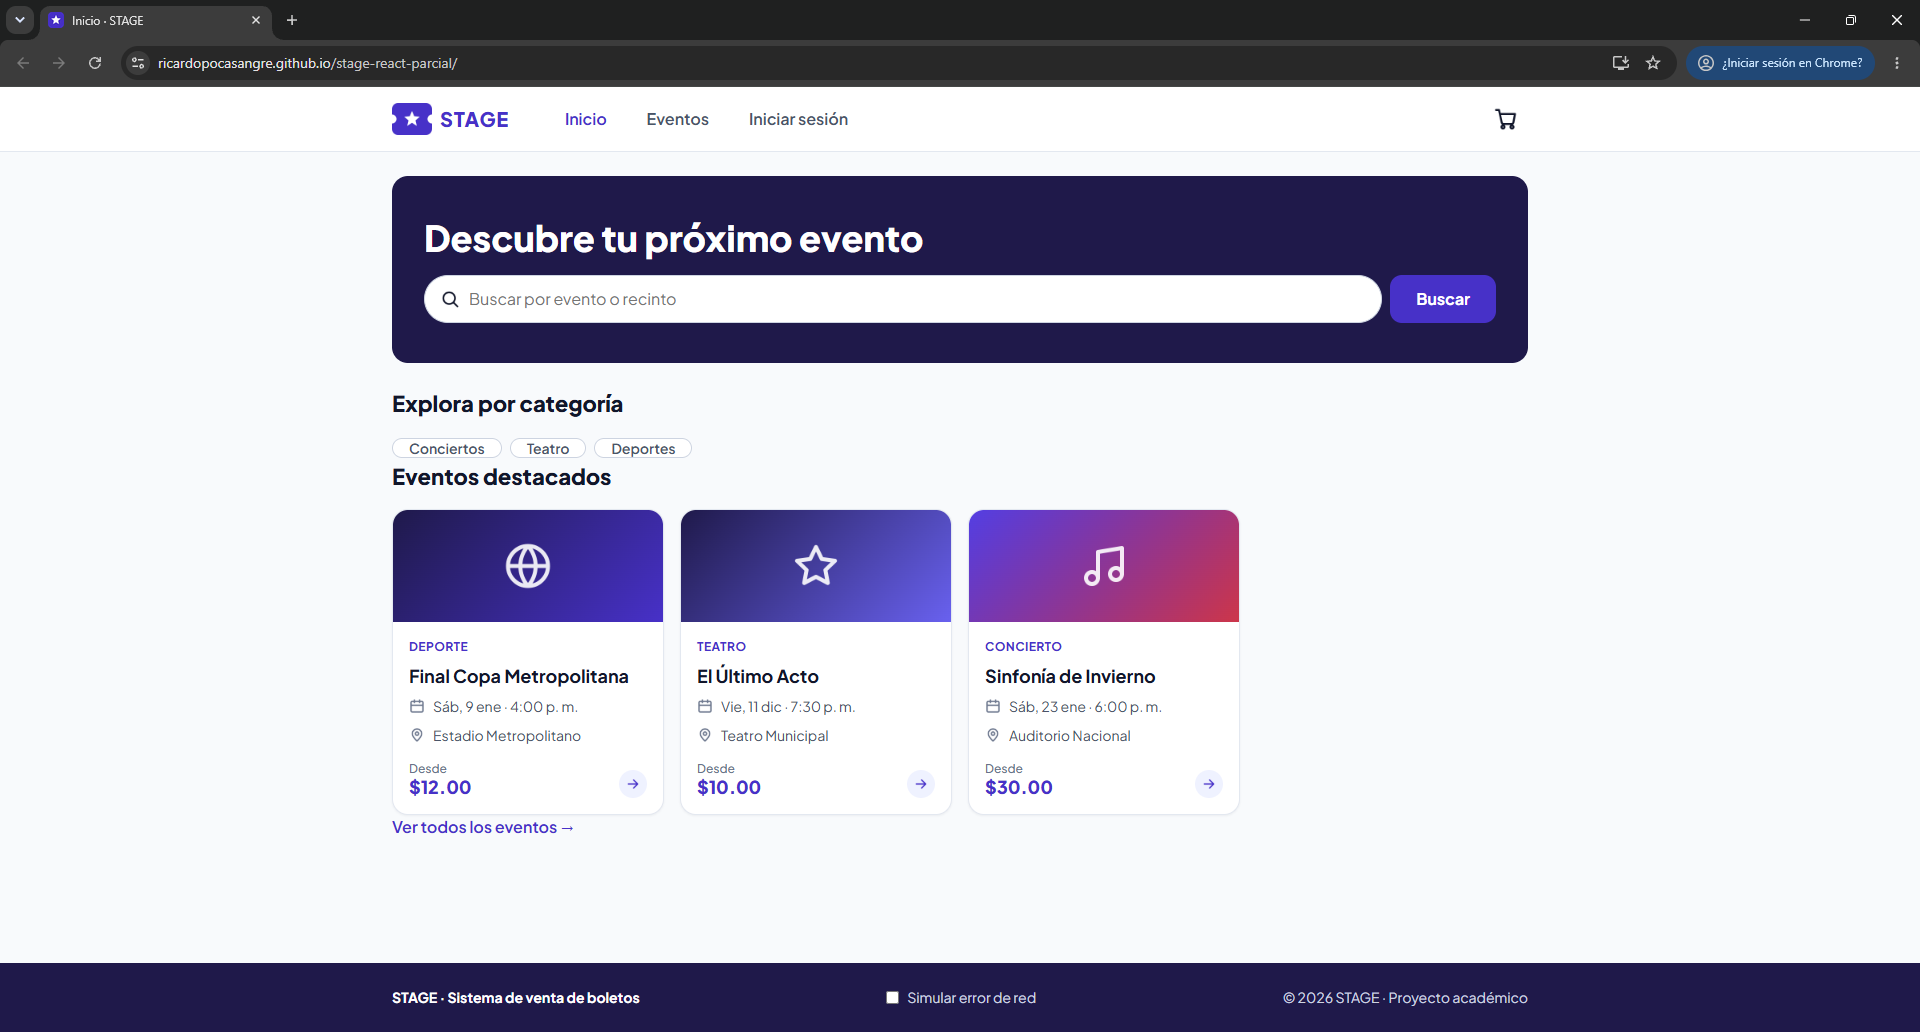 Inicio · STAGE
ricardopocasangre.github.io/stage-react-parcial/
¿Iniciar sesión en Chrome?
STAGE
Inicio
Eventos
Iniciar sesión
Descubre tu próximo evento
Buscar por evento o recinto
Buscar
Explora por categoría
Conciertos
Teatro
Deportes
Eventos destacados
DEPORTE
Final Copa Metropolitana
Sáb, 9 ene · 4:00 p. m.
Estadio Metropolitano
Desde
$12.00
TEATRO
El Último Acto
Vie, 11 dic · 7:30 p. m.
Teatro Municipal
Desde
$10.00
CONCIERTO
Sinfonía de Invierno
Sáb, 23 ene · 6:00 p. m.
Auditorio Nacional
Desde
$30.00
Ver todos los eventos →
STAGE · Sistema de venta de boletos
Simular error de red
© 2026 STAGE · Proyecto académico